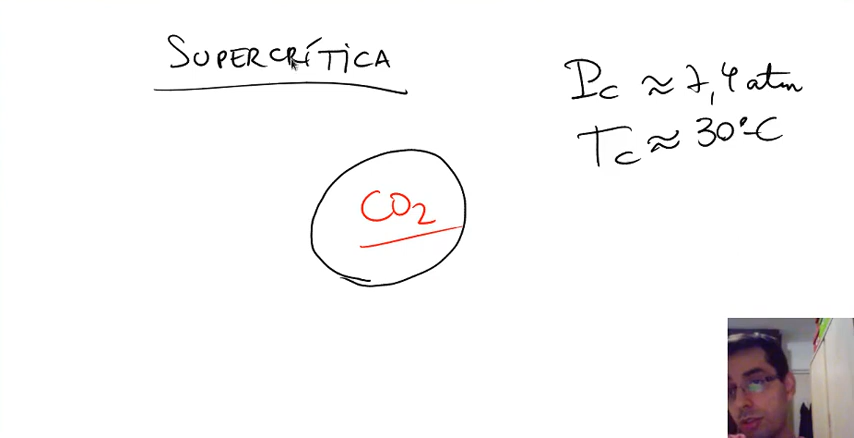 SUPERCRÍTICA
Pc ≈ 7,4 atm
Tc ≈ 30°C
CO2